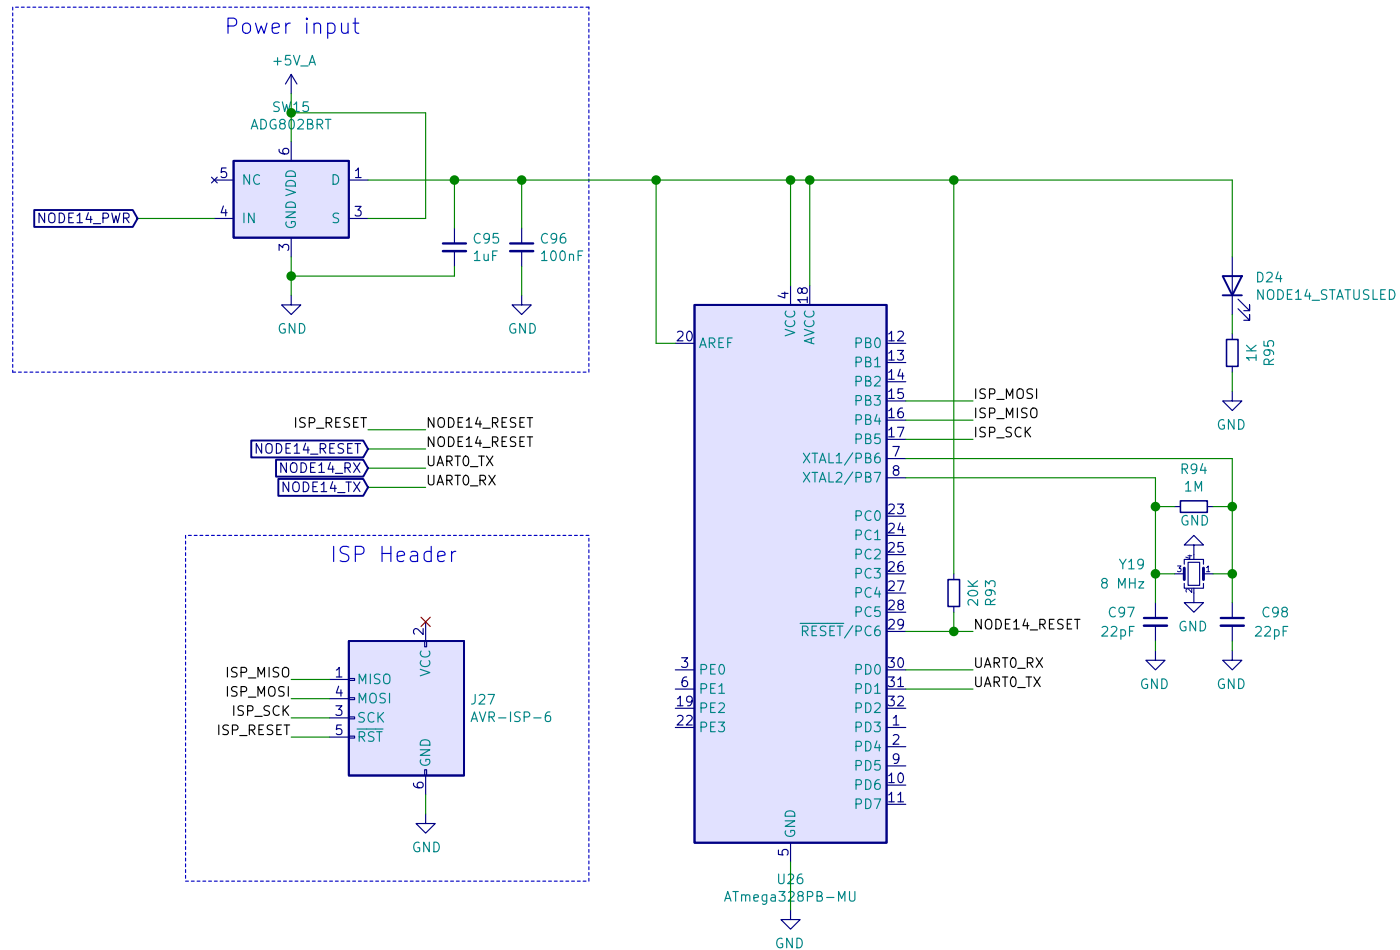 Power input
+5V_A
SW15
ADG802BRT
6
5
NC
VDD
D
1
NODE14_PWR
4
IN
GND
S
3
3
C95
1uF
C96
100nF
GND
GND
D24
NODE14_STATUSLED
1K
R95
GND
4
18
VCC
AVCC
20
AREF
PB0
12
PB1
13
PB2
14
PB3
15
ISP_MOSI
PB4
16
ISP_MISO
PB5
17
ISP_SCK
XTAL1/PB6
7
XTAL2/PB7
8
ISP_RESET
NODE14_RESET
NODE14_RESET
NODE14_RESET
NODE14_RX
UART0_TX
NODE14_TX
UART0_RX
R94
1M
GND
PC0
23
PC1
24
PC2
25
PC3
26
PC4
27
PC5
28
RESET/PC6
29
NODE14_RESET
20K
R93
Y19
8 MHz
4
3
1
2
GND
C97
22pF
C98
22pF
GND
GND
3
PE0
6
PE1
19
PE2
22
PE3
PD0
30
UART0_RX
PD1
31
UART0_TX
PD2
32
PD3
1
PD4
2
PD5
9
PD6
10
PD7
11
ISP Header
2
VCC
ISP_MISO
1
MISO
ISP_MOSI
4
MOSI
ISP_SCK
3
SCK
ISP_RESET
5
RST
J27
AVR-ISP-6
GND
6
GND
GND
5
U26
ATmega328PB-MU
GND